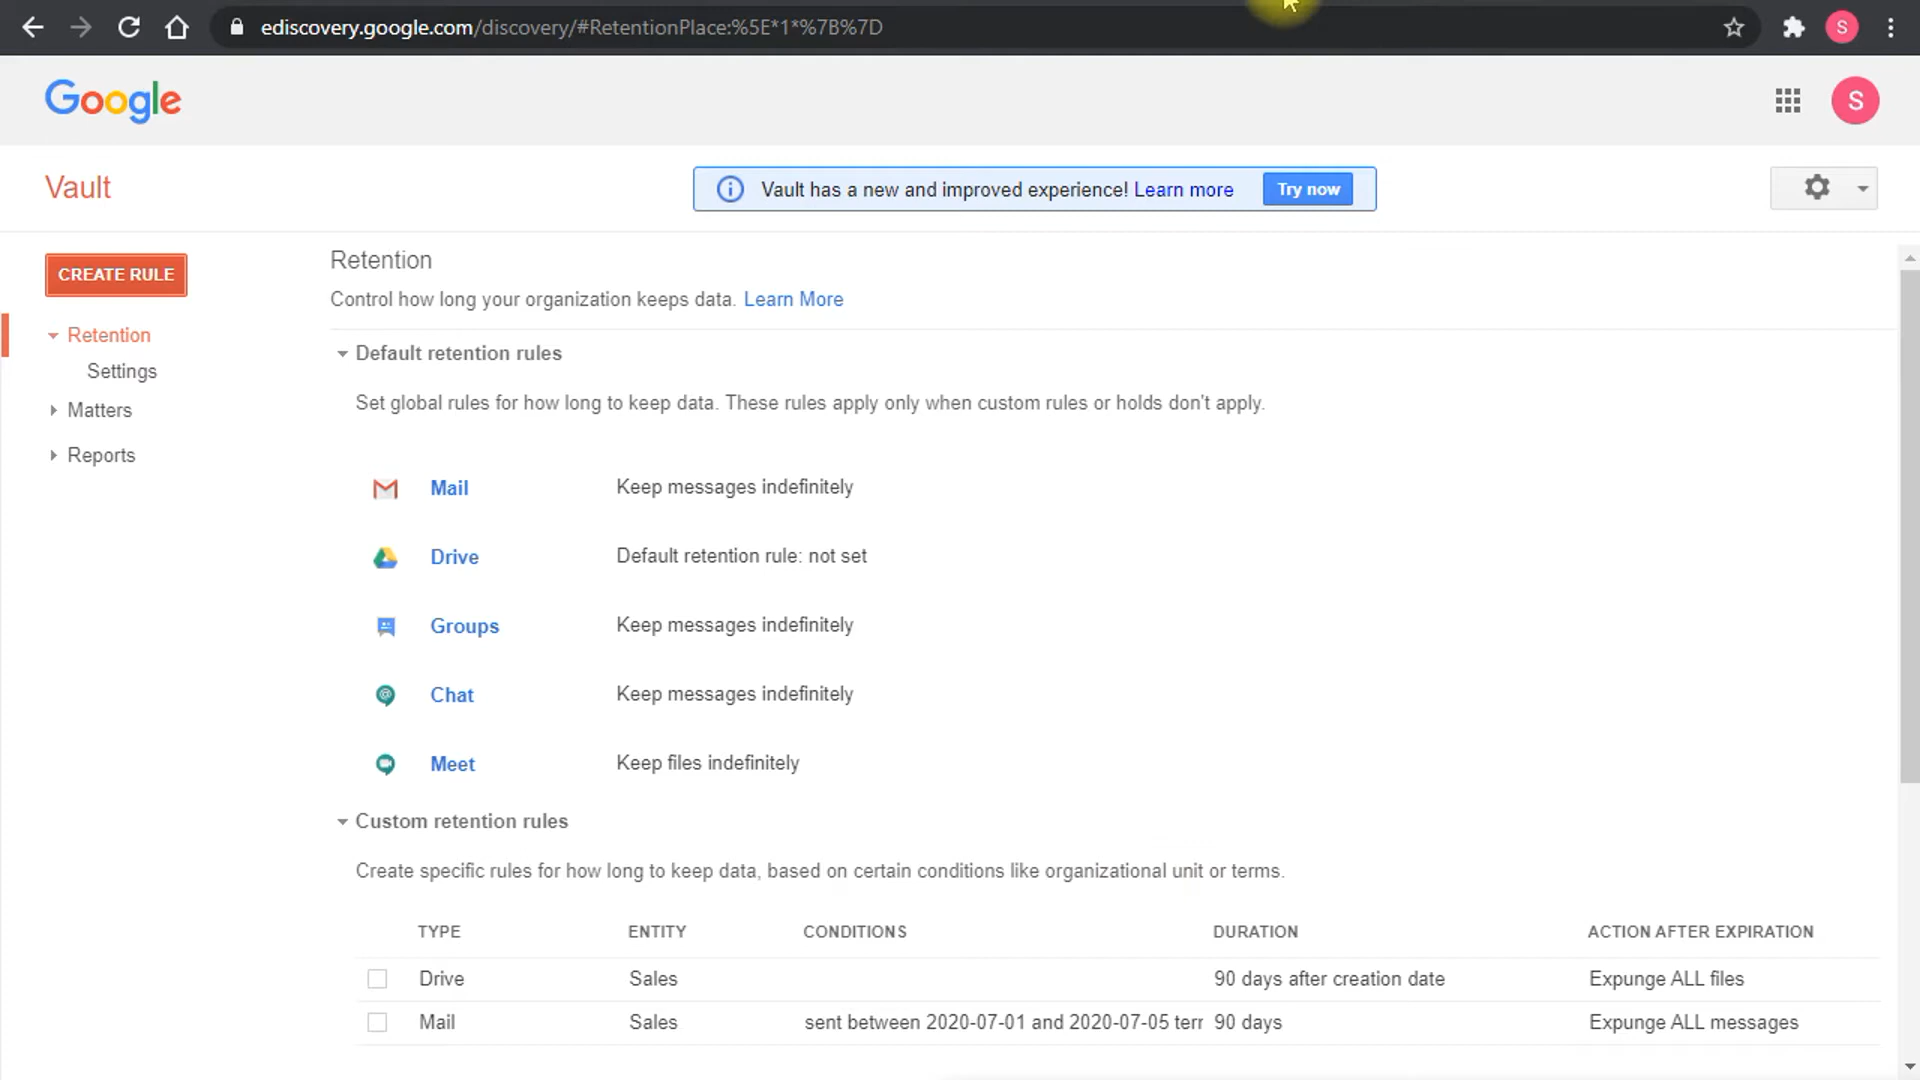 ediscovery.google.com/discovery/#RetentionPlace:%5E*1*%7B%7D
S
Google
S
Vault
Vault has a new and improved experience! Learn more
Try now
CREATE RULE
Retention
Settings
Matters
Reports
Retention
Control how long your organization keeps data. Learn More
Default retention rules
Set global rules for how long to keep data. These rules apply only when custom rules or holds don't apply.
Mail Keep messages indefinitely
Drive Default retention rule: not set
Groups Keep messages indefinitely
Chat Keep messages indefinitely
Meet Keep files indefinitely
Custom retention rules
Create specific rules for how long to keep data, based on certain conditions like organizational unit or terms.
TYPE ENTITY CONDITIONS DURATION ACTION AFTER EXPIRATION
Drive Sales 90 days after creation date Expunge ALL files
Mail Sales sent between 2020-07-01 and 2020-07-05 terr 90 days Expunge ALL messages